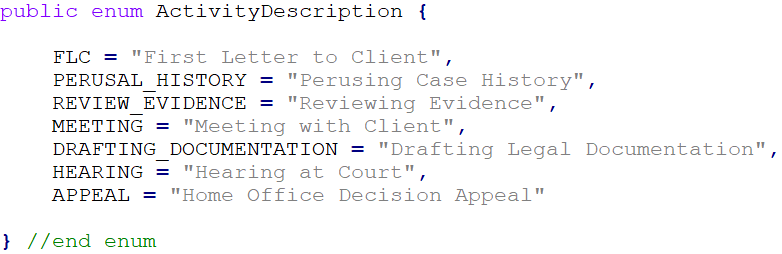 public enum ActivityDescription {
FLC = "First Letter to Client",
PERUSAL_HISTORY = "Perusing Case History",
REVIEW_EVIDENCE = "Reviewing Evidence",
MEETING = "Meeting with Client",
DRAFTING_DOCUMENTATION = "Drafting Legal Documentation",
HEARING = "Hearing at Court",
APPEAL = "Home Office Decision Appeal"
} //end enum